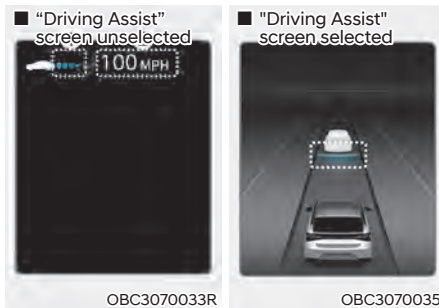 ■ “Driving Assist”
screen unselected
100 MPH
OBC3070033R
■ "Driving Assist"
screen selected
OBC3070035